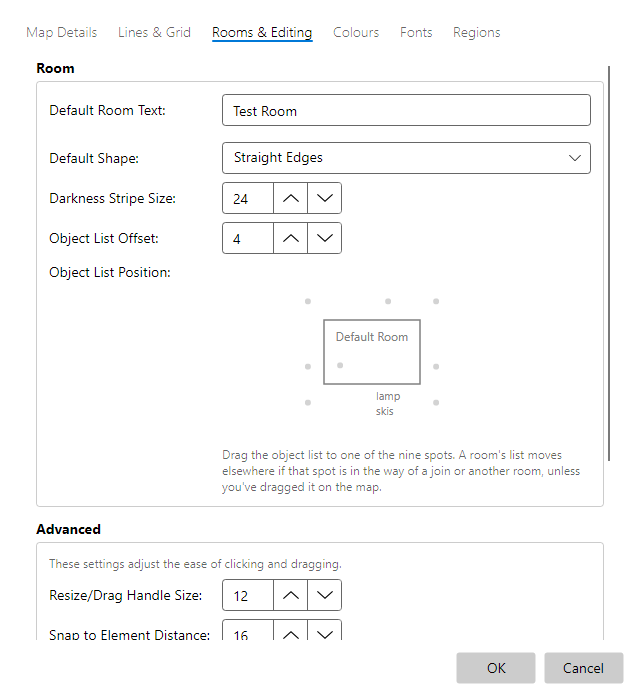 Map Details Lines & Grid Rooms & Editing Colours Fonts Regions
Room
Default Room Text: Test Room
Default Shape: Straight Edges
Darkness Stripe Size: 24
Object List Offset: 4
Object List Position:
Default Room
lamp
skis
Drag the object list to one of the nine spots. A room's list moves
elsewhere if that spot is in the way of a join or another room, unless
you've dragged it on the map.
Advanced
These settings adjust the ease of clicking and dragging.
Resize/Drag Handle Size: 12
Snap to Element Distance: 16
OK Cancel